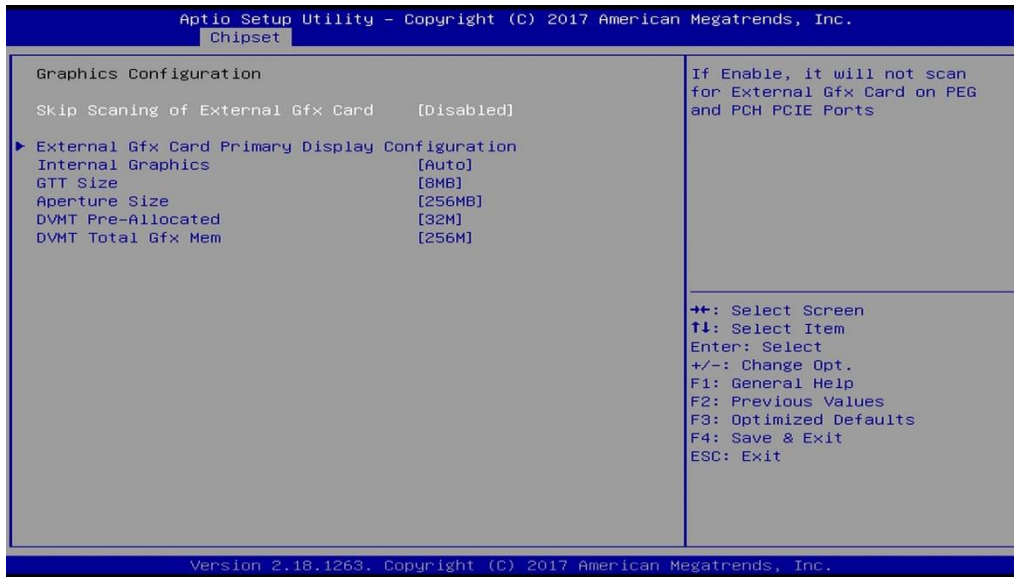 Aptio Setup Utility – Copyright (C) 2017 American Megatrends, Inc.
Chipset
Graphics Configuration
Skip Scaning of External Gfx Card [Disabled]
External Gfx Card Primary Display Configuration
Internal Graphics [Auto]
GTT Size [8MB]
Aperture Size [256MB]
DVMT Pre-Allocated [32M]
DVMT Total Gfx Mem [256M]
If Enable, it will not scan
for External Gfx Card on PEG
and PCH PCIE Ports
→←: Select Screen
↑↓: Select Item
Enter: Select
+/-: Change Opt.
F1: General Help
F2: Previous Values
F3: Optimized Defaults
F4: Save & Exit
ESC: Exit
Version 2.18.1263. Copyright (C) 2017 American Megatrends, Inc.